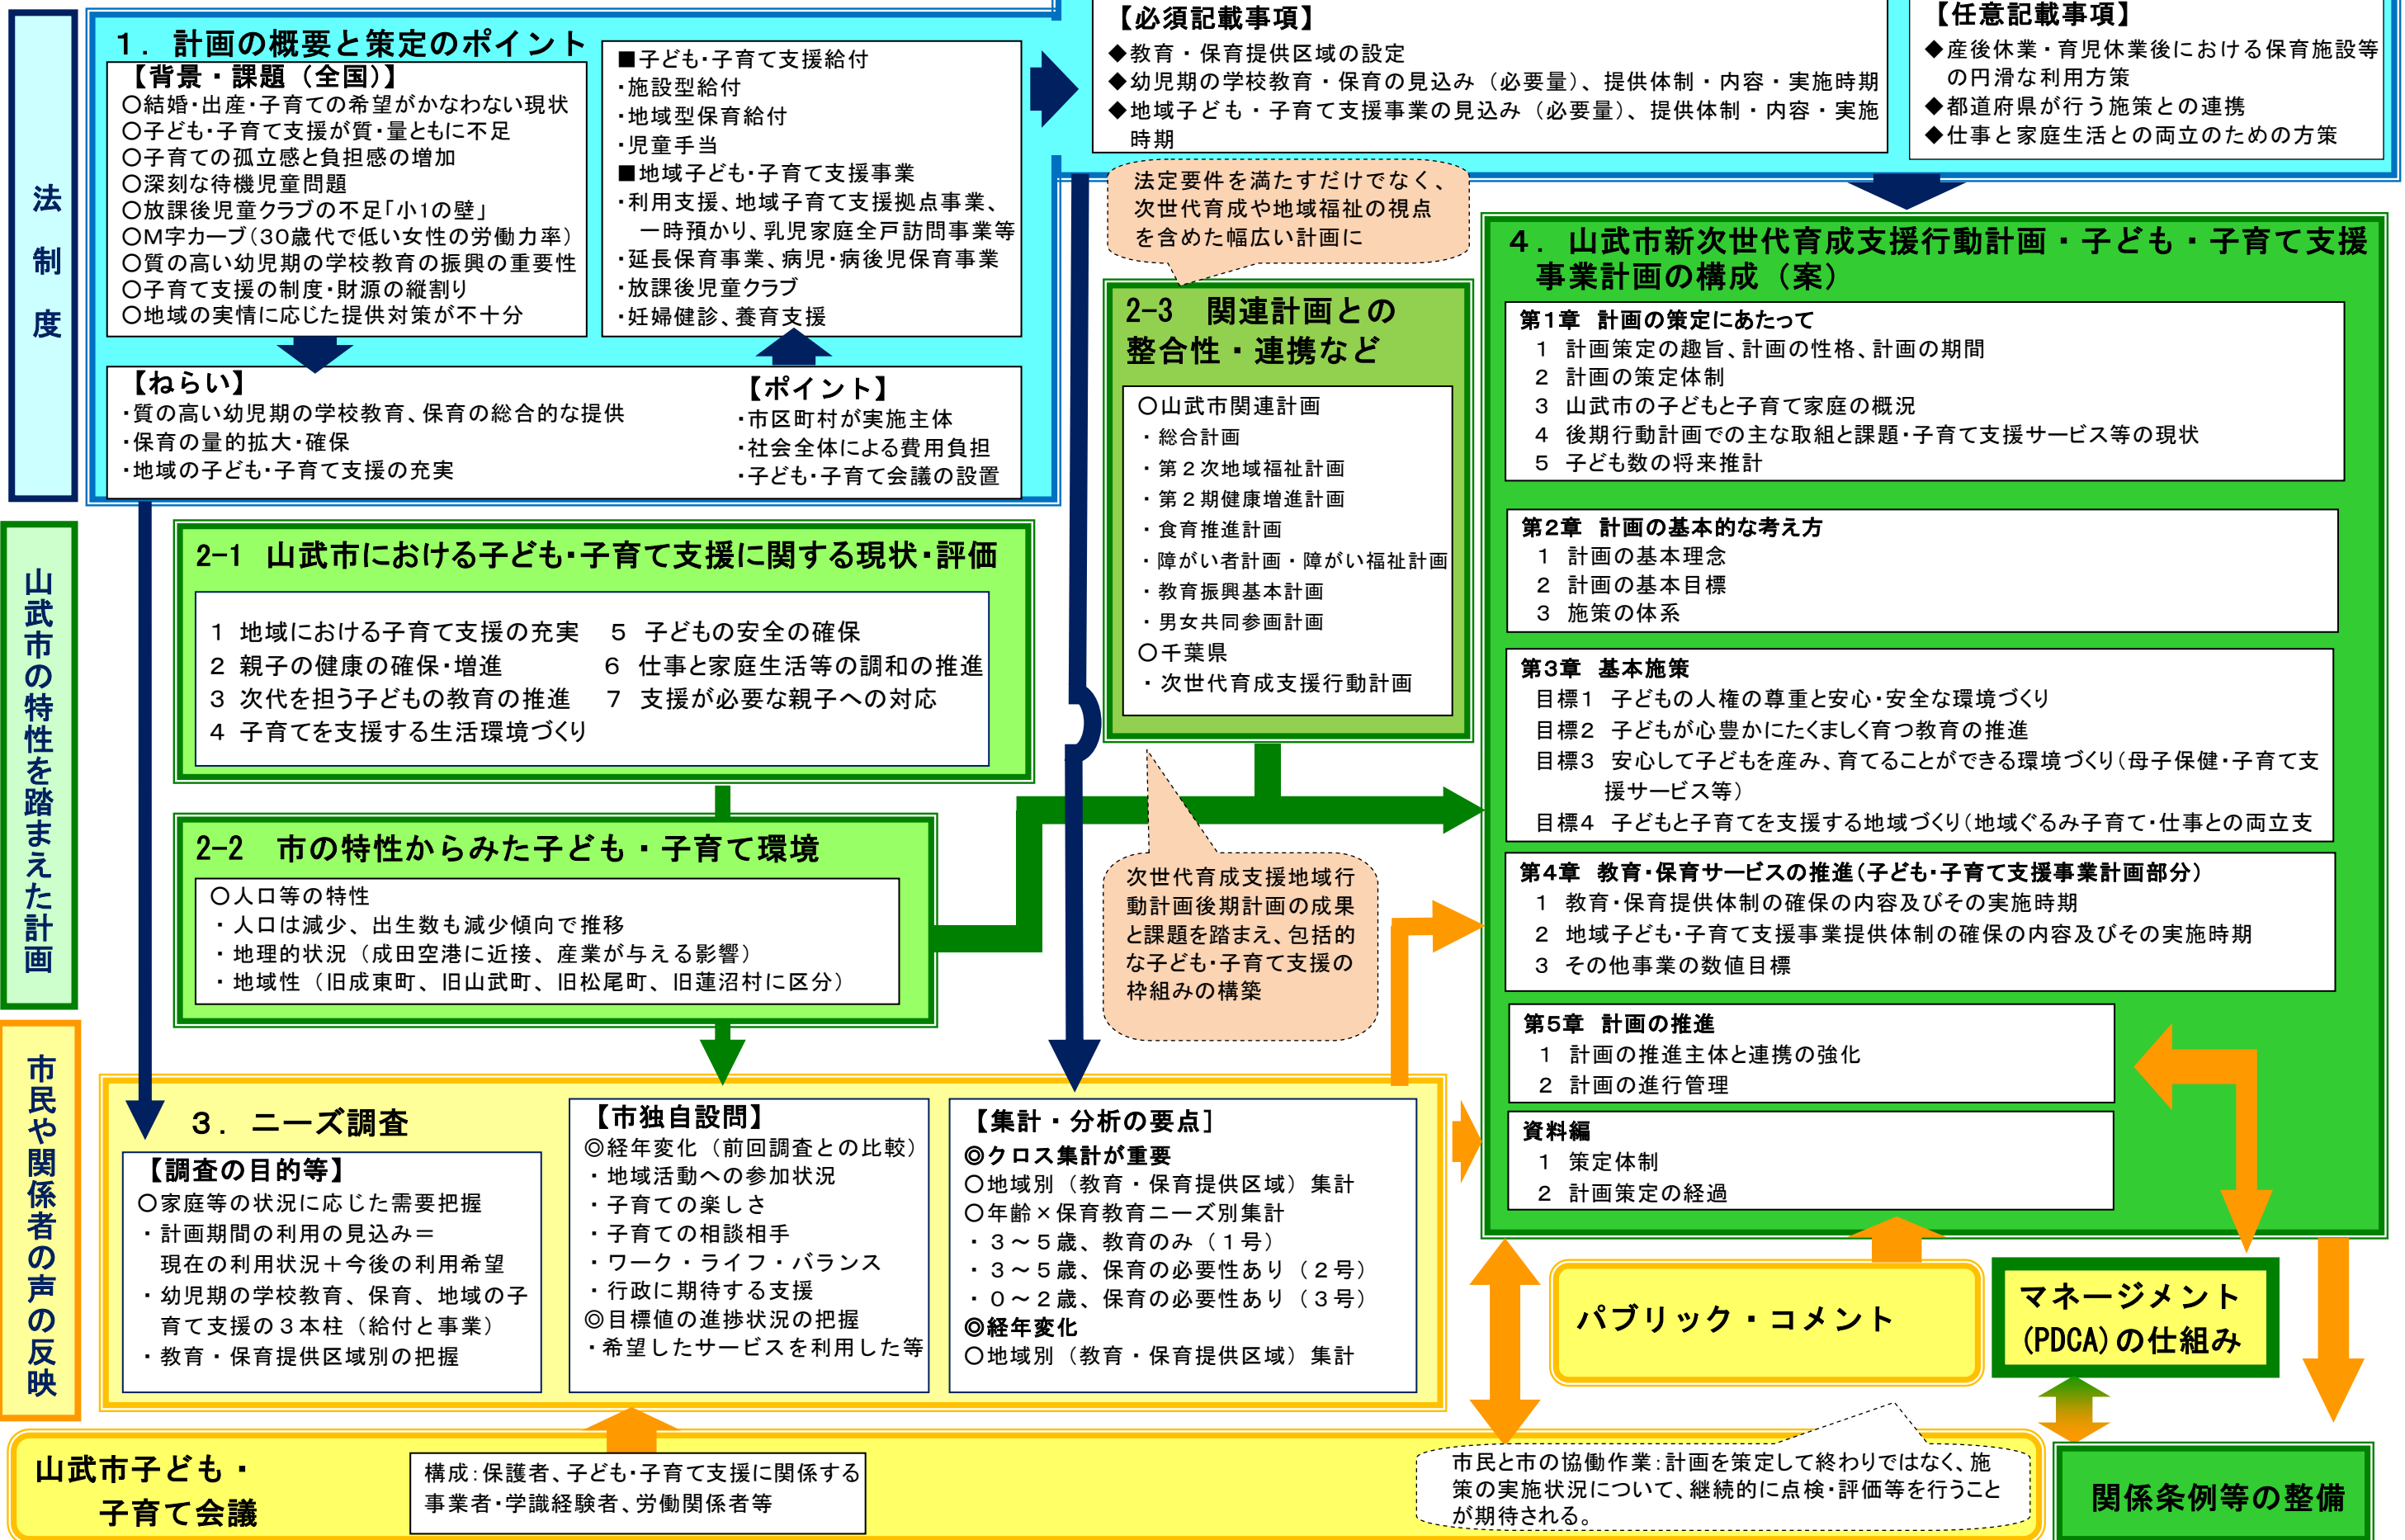 法制度
1. 計画の概要と策定のポイント
【背景・課題（全国）】
○結婚・出産・子育ての希望がかなわない現状
○子ども・子育て支援が質・量ともに不足
○子育ての孤立感と負担感の増加
○深刻な待機児童問題
○放課後児童クラブの不足「小1の壁」
○M字カーブ（30歳代で低い女性の労働力率）
○質の高い幼児期の学校教育の振興の重要性
○子育て支援の制度・財源の縦割り
○地域の実情に応じた提供対策が不十分
■子ども・子育て支援給付
・施設型給付
・地域型保育給付
・児童手当
■地域子ども・子育て支援事業
・利用支援、地域子育て支援拠点事業、
一時預かり、乳児家庭全戸訪問事業等
・延長保育事業、病児・病後児保育事業
・放課後児童クラブ
・妊婦健診、養育支援
【ねらい】
・質の高い幼児期の学校教育、保育の総合的な提供
・保育の量的拡大・確保
・地域の子ども・子育て支援の充実
【ポイント】
・市区町村が実施主体
・社会全体による費用負担
・子ども・子育て会議の設置
【必須記載事項】
◆教育・保育提供区域の設定
◆幼児期の学校教育・保育の見込み（必要量）、提供体制・内容・実施時期
◆地域子ども・子育て支援事業の見込み（必要量）、提供体制・内容・実施
時期
【任意記載事項】
◆産後休業・育児休業後における保育施設等
の円滑な利用方策
◆都道府県が行う施策との連携
◆仕事と家庭生活との両立のための方策
法定要件を満たすだけでなく、
次世代育成や地域福祉の視点
を含めた幅広い計画に
山武市の特性を踏まえた計画
2-1 山武市における子ども・子育て支援に関する現状・評価
1 地域における子育て支援の充実
2 親子の健康の確保・増進
3 次代を担う子どもの教育の推進
4 子育てを支援する生活環境づくり
5 子どもの安全の確保
6 仕事と家庭生活等の調和の推進
7 支援が必要な親子への対応
2-2 市の特性からみた子ども・子育て環境
○人口等の特性
・人口は減少、出生数も減少傾向で推移
・地理的状況（成田空港に近接、産業が与える影響）
・地域性（旧成東町、旧山武町、旧松尾町、旧蓮沼村に区分）
2-3 関連計画との
整合性・連携など
○山武市関連計画
・総合計画
・第2次地域福祉計画
・第2期健康増進計画
・食育推進計画
・障がい者計画・障がい福祉計画
・教育振興基本計画
・男女共同参画計画
○千葉県
・次世代育成支援行動計画
次世代育成支援地域行
動計画後期計画の成果
と課題を踏まえ、包括的
な子ども・子育て支援の
枠組みの構築
4. 山武市新次世代育成支援行動計画・子ども・子育て支援
事業計画の構成（案）
第1章 計画の策定にあたって
1 計画策定の趣旨、計画の性格、計画の期間
2 計画の策定体制
3 山武市の子どもと子育て家庭の概況
4 後期行動計画での主な取組と課題・子育て支援サービス等の現状
5 子ども数の将来推計
第2章 計画の基本的な考え方
1 計画の基本理念
2 計画の基本目標
3 施策の体系
第3章 基本施策
目標1 子どもの人権の尊重と安心・安全な環境づくり
目標2 子どもが心豊かにたくましく育つ教育の推進
目標3 安心して子どもを産み、育てることができる環境づくり（母子保健・子育て支
援サービス等）
目標4 子どもと子育てを支援する地域づくり（地域ぐるみ子育て・仕事との両立支
第4章 教育・保育サービスの推進（子ども・子育て支援事業計画部分）
1 教育・保育提供体制の確保の内容及びその実施時期
2 地域子ども・子育て支援事業提供体制の確保の内容及びその実施時期
3 その他事業の数値目標
第5章 計画の推進
1 計画の推進主体と連携の強化
2 計画の進行管理
資料編
1 策定体制
2 計画策定の経過
市民や関係者の声の反映
3. ニーズ調査
【調査の目的等】
○家庭等の状況に応じた需要把握
・計画期間の利用の見込み＝
現在の利用状況＋今後の利用希望
・幼児期の学校教育、保育、地域の子
育て支援の3本柱（給付と事業）
・教育・保育提供区域別の把握
【市独自設問】
◎経年変化（前回調査との比較）
・地域活動への参加状況
・子育ての楽しさ
・子育ての相談相手
・ワーク・ライフ・バランス
・行政に期待する支援
◎目標値の進捗状況の把握
・希望したサービスを利用した等
【集計・分析の要点］
◎クロス集計が重要
○地域別（教育・保育提供区域）集計
○年齢×保育教育ニーズ別集計
・3～5歳、教育のみ（1号）
・3～5歳、保育の必要性あり（2号）
・0～2歳、保育の必要性あり（3号）
◎経年変化
○地域別（教育・保育提供区域）集計
パブリック・コメント
マネージメント
(PDCA)の仕組み
山武市子ども・
子育て会議
構成：保護者、子ども・子育て支援に関係する
事業者・学識経験者、労働関係者等
市民と市の協働作業：計画を策定して終わりではなく、施
策の実施状況について、継続的に点検・評価等を行うこと
が期待される。
関係条例等の整備